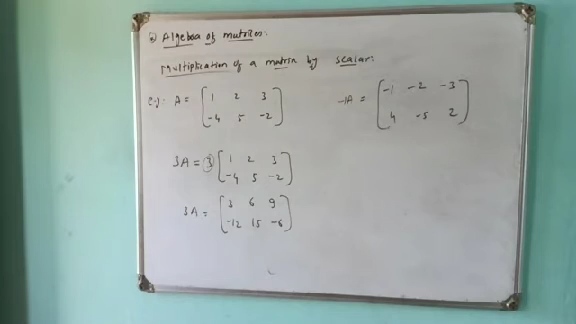 ② Algebra of matrices:
Multiplication of a matrix by scalar:
e.g: A = [1 2 3
-4 5 -2]
-1A = [-1 -2 -3
4 -5 2]
3A = 3 [1 2 3
-4 5 -2]
3A = [3 6 9
-12 15 -6]